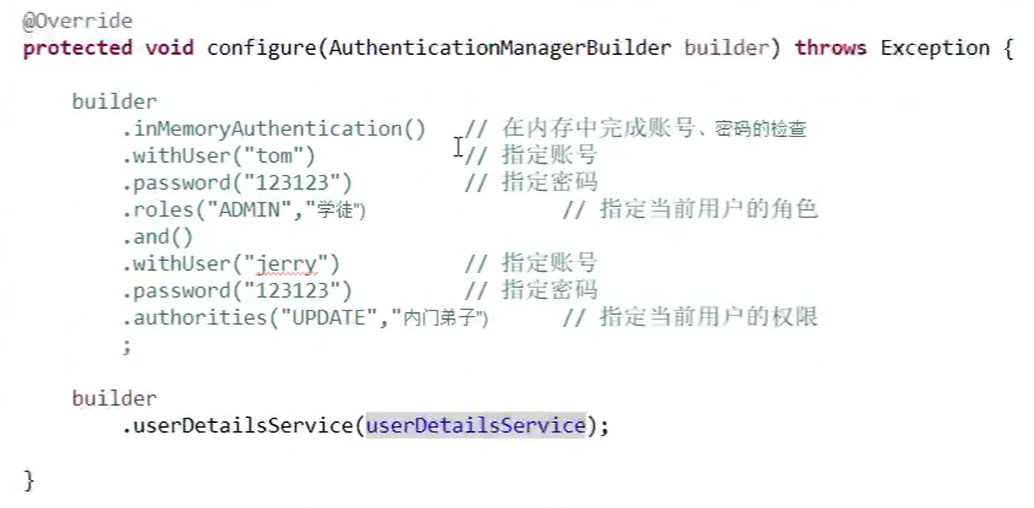 @Override
protected void configure(AuthenticationManagerBuilder builder) throws Exception {
builder
.inMemoryAuthentication() // 在内存中完成账号、密码的检查
.withUser("tom") // 指定账号
.password("123123") // 指定密码
.roles("ADMIN","学徒") // 指定当前用户的角色
.and()
.withUser("jerry") // 指定账号
.password("123123") // 指定密码
.authorities("UPDATE","内门弟子") // 指定当前用户的权限
;
builder
.userDetailsService(userDetailsService);
}